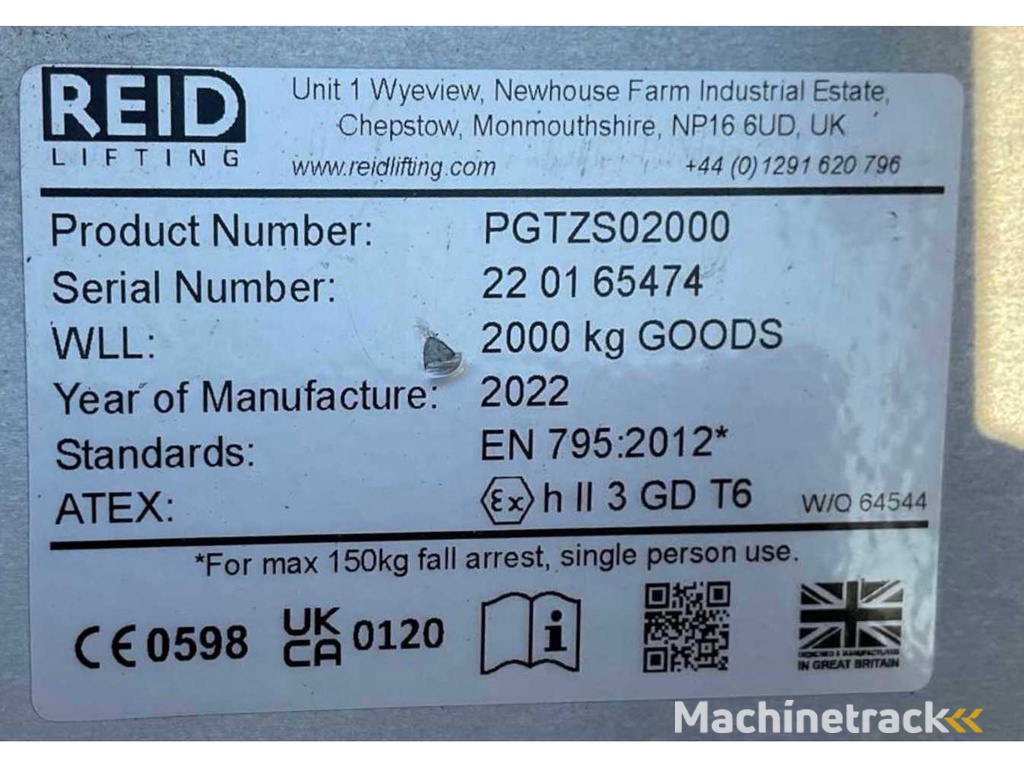 REID
LIFTING
Unit 1 Wyeview, Newhouse Farm Industrial Estate,
Chepstow, Monmouthshire, NP16 6UD, UK
www.reidlifting.com +44 (0)1291 620 796
Product Number: PGTZS02000
Serial Number: 22 01 65474
WLL: 2000 kg GOODS
Year of Manufacture: 2022
Standards: EN 795:2012*
ATEX: Ex h II 3 GD T6 W/O 64544
*For max 150kg fall arrest, single person use.
CE 0598 UK CA 0120 i
DESIGNED & MANUFACTURED
IN GREAT BRITAIN
Machinetrack